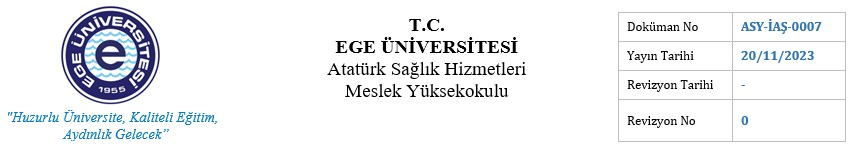 EGE ÜNİVERSİTESİ
e
1955
"Huzurlu Üniversite, Kaliteli Eğitim,
Aydınlık Gelecek”
T.C.
EGE ÜNİVERSİTESİ
Atatürk Sağlık Hizmetleri
Meslek Yüksekokulu
Doküman No ASY-İAŞ-0007
Yayın Tarihi 20/11/2023
Revizyon Tarihi -
Revizyon No 0